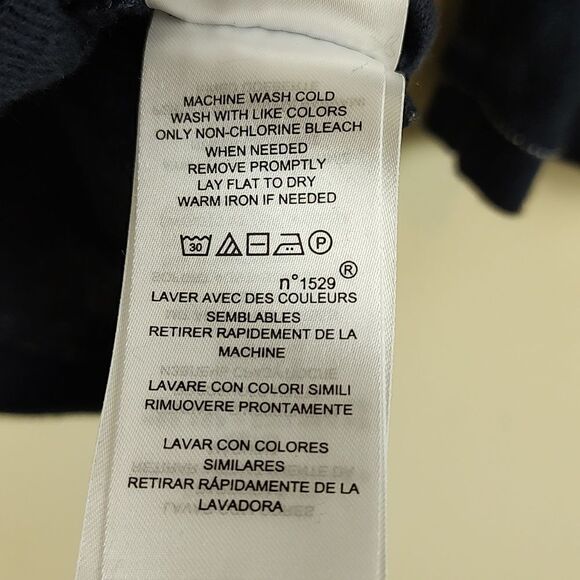 MACHINE WASH COLD
WASH WITH LIKE COLORS
ONLY NON-CHLORINE BLEACH
WHEN NEEDED
REMOVE PROMPTLY
LAY FLAT TO DRY
WARM IRON IF NEEDED
30 P
n°1529 ®
LAVER AVEC DES COULEURS
SEMBLABLES
RETIRER RAPIDEMENT DE LA
MACHINE
LAVARE CON COLORI SIMILI
RIMUOVERE PRONTAMENTE
LAVAR CON COLORES
SIMILARES
RETIRAR RÁPIDAMENTE DE LA
LAVADORA